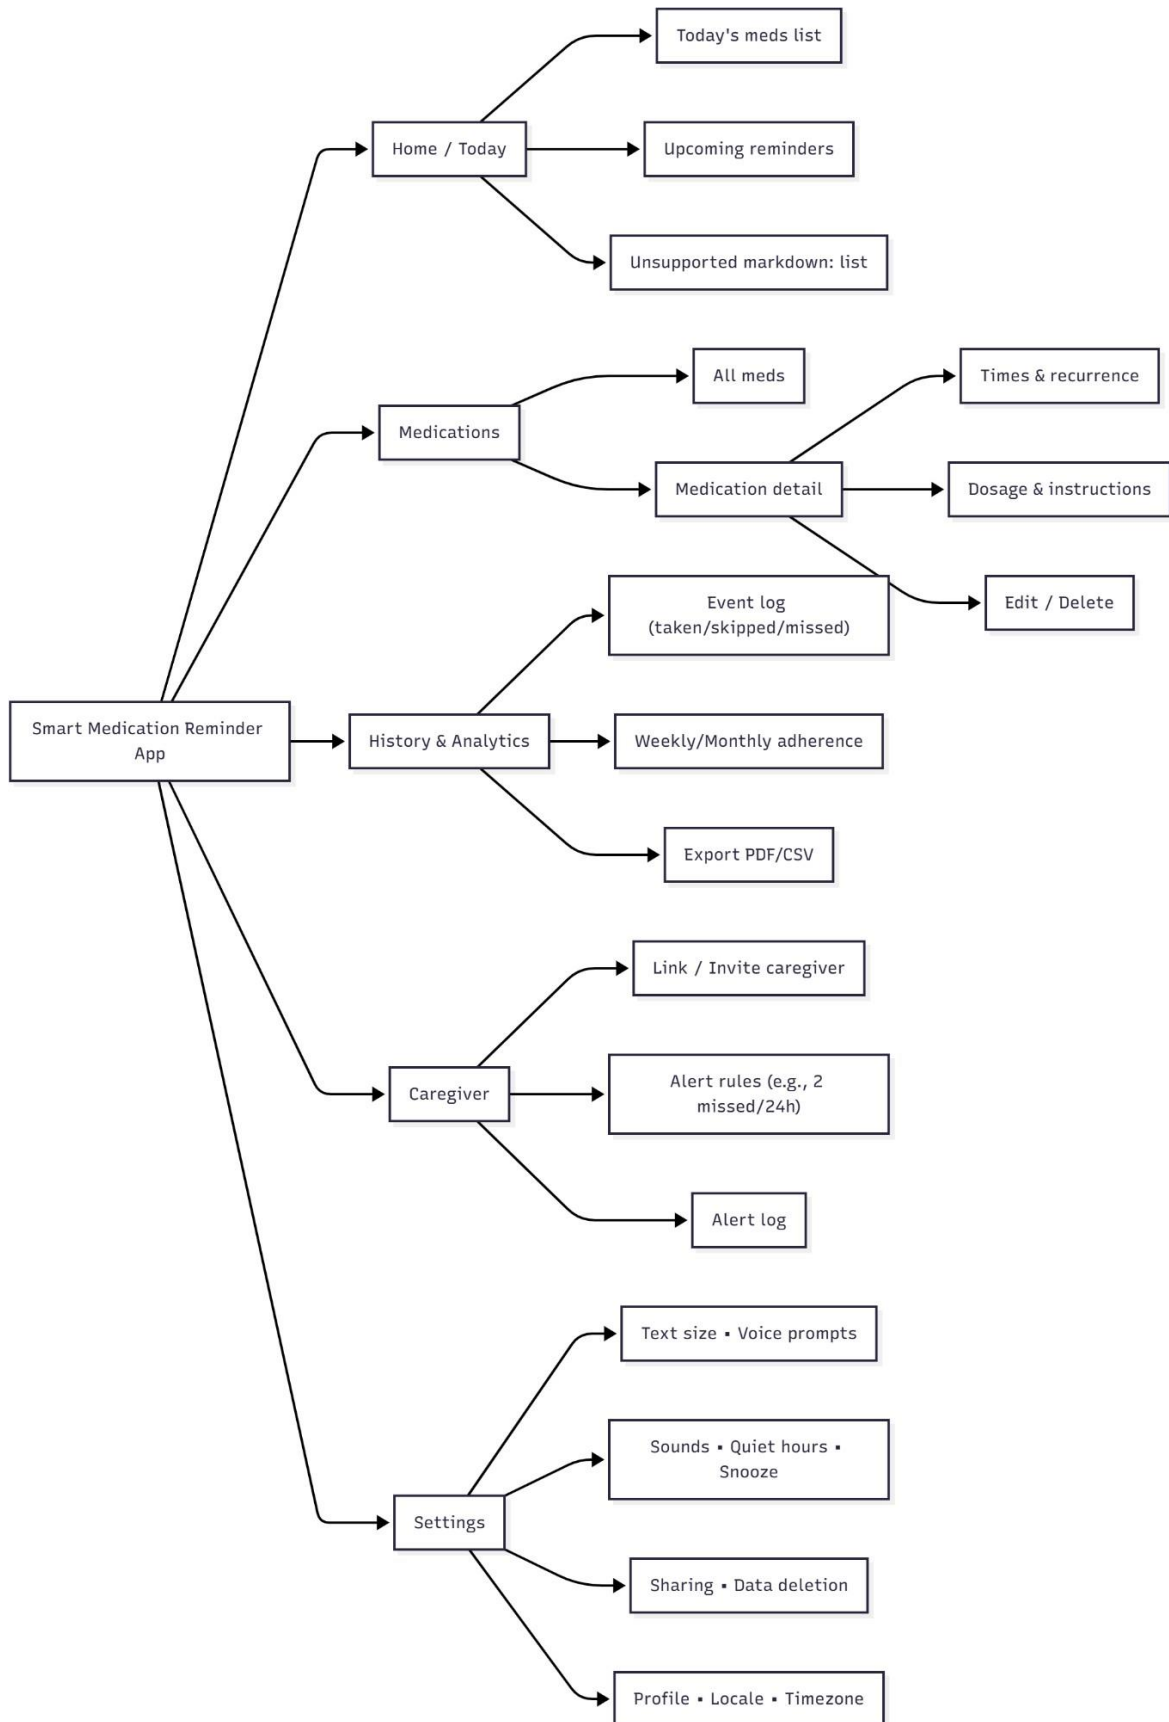 Today's meds list
Home / Today
Upcoming reminders
Unsupported markdown: list
All meds
Times & recurrence
Medications
Medication detail
Dosage & instructions
Event log
(taken/skipped/missed)
Edit / Delete
Smart Medication Reminder
App
History & Analytics
Weekly/Monthly adherence
Export PDF/CSV
Link / Invite caregiver
Caregiver
Alert rules (e.g., 2
missed/24h)
Alert log
Text size ▪ Voice prompts
Sounds ▪ Quiet hours ▪
Snooze
Settings
Sharing ▪ Data deletion
Profile ▪ Locale ▪ Timezone